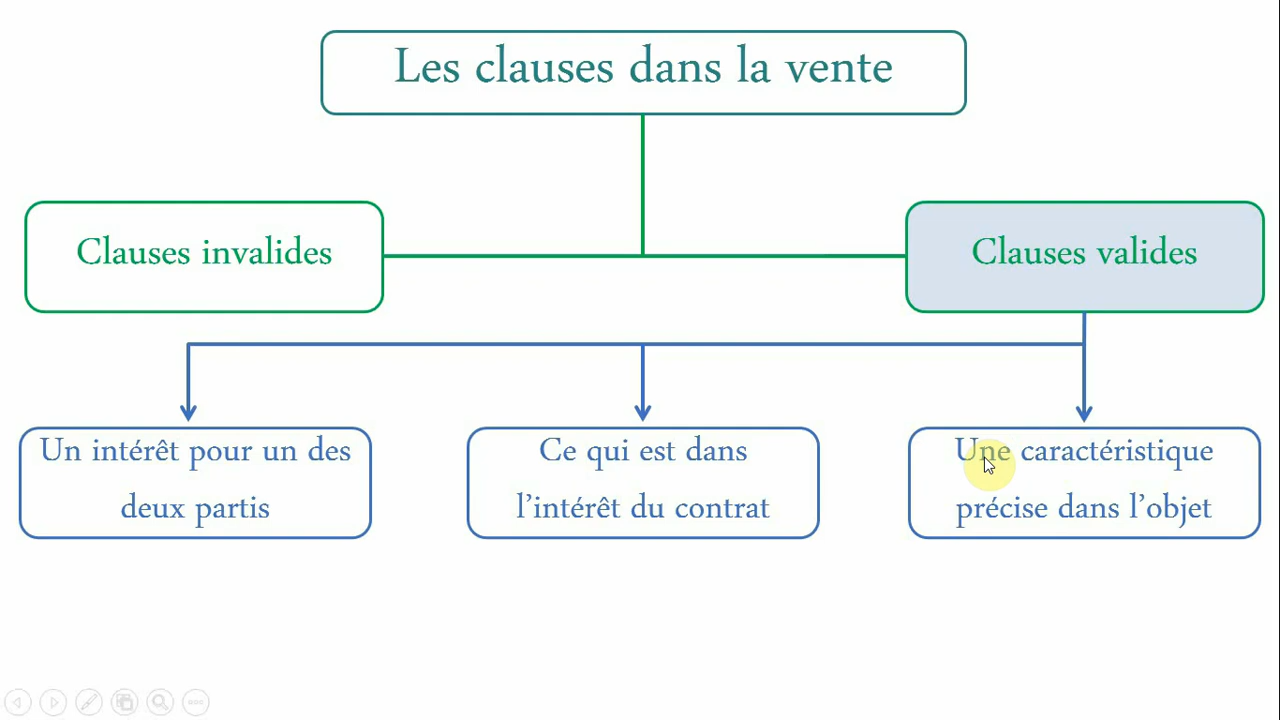 Les clauses dans la vente
Clauses invalides
Clauses valides
Un intérêt pour un des
deux partis
Ce qui est dans
l'intérêt du contrat
Une caractéristique
précise dans l'objet